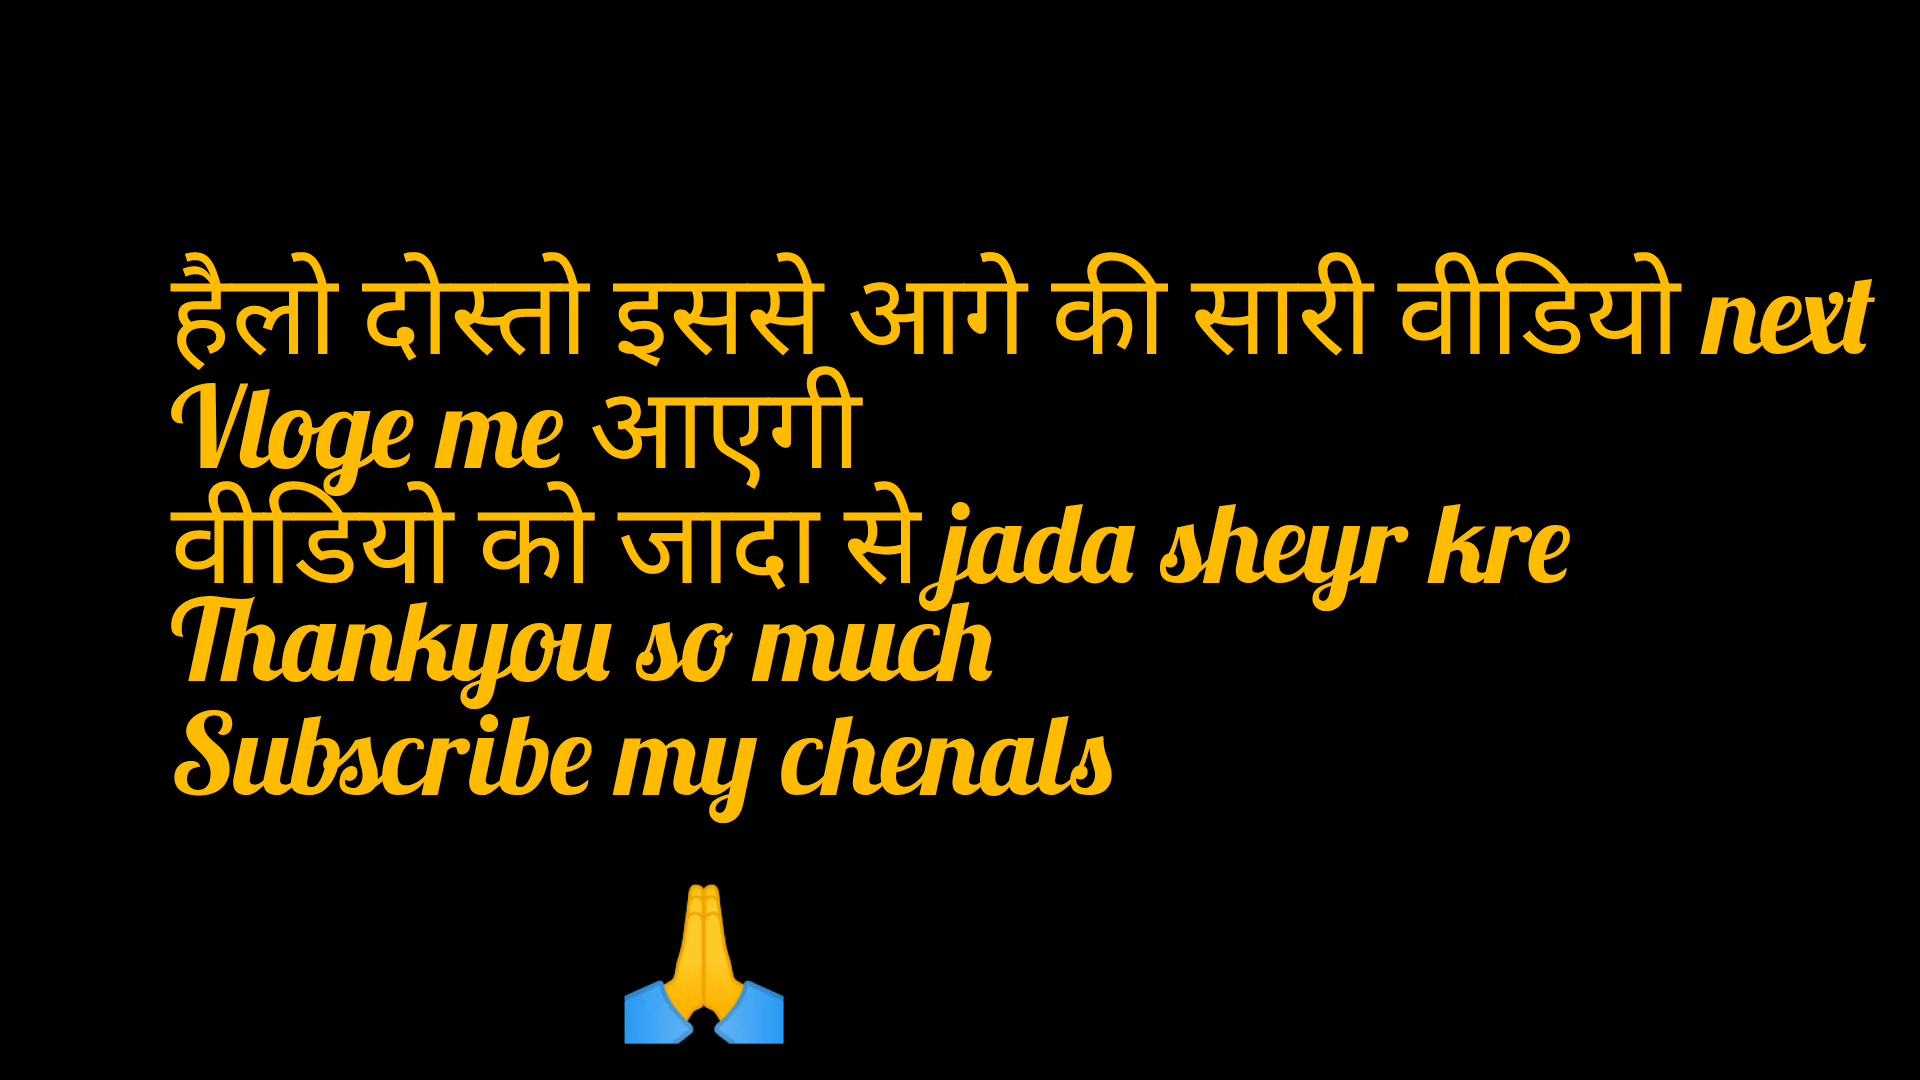 हैलो दोस्तो इससे आगे की सारी वीडियो next
Vloge me आएगी
वीडियो को जादा से jada sheyr kre
Thankyou so much
Subscribe my chenals
🙏